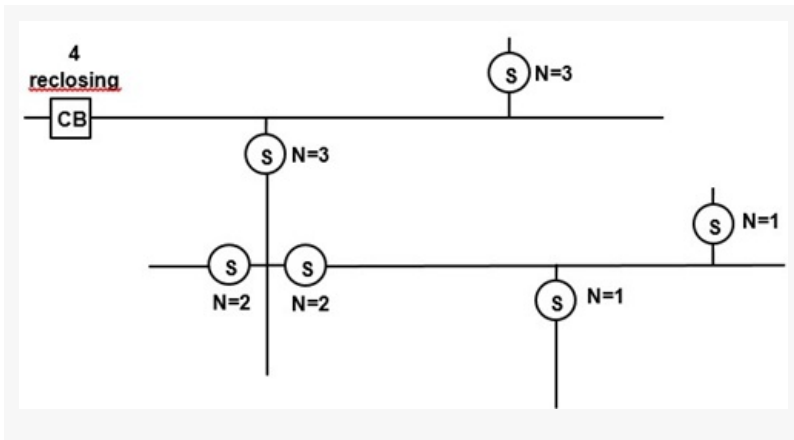 4
reclosing
CB
S N=3
S N=3
S N=1
S S
N=2 N=2
S N=1